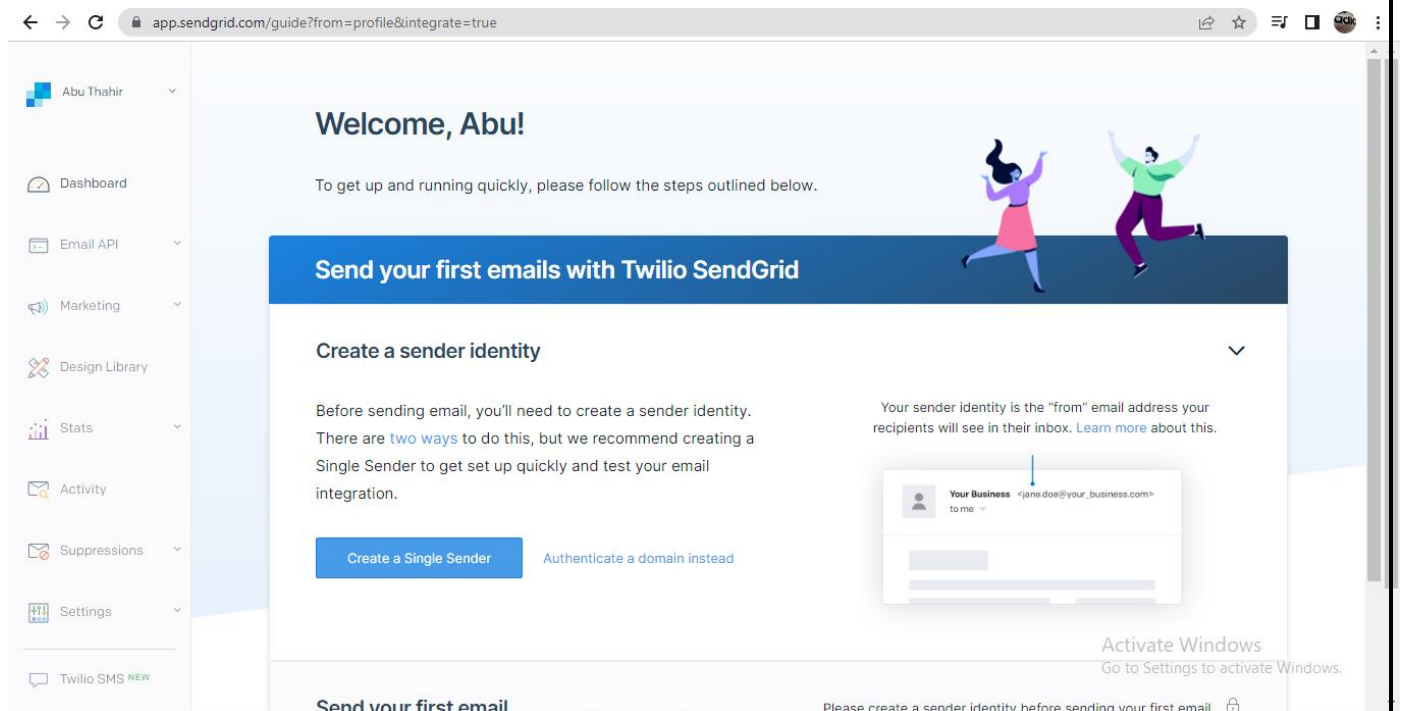 app.sendgrid.com/guide?from=profile&integrate=true
Abu Thahir
Dashboard
Email API
Marketing
Design Library
Stats
Activity
Suppressions
Settings
Twilio SMS NEW
Welcome, Abu!
To get up and running quickly, please follow the steps outlined below.
Send your first emails with Twilio SendGrid
Create a sender identity
Before sending email, you’ll need to create a sender identity.
There are two ways to do this, but we recommend creating a
Single Sender to get set up quickly and test your email
integration.
Create a Single Sender
Authenticate a domain instead
Your sender identity is the “from” email address your
recipients will see in their inbox. Learn more about this.
Your Business <jane.doe@your_business.com>
to me
Activate Windows
Go to Settings to activate Windows.
Send your first email
Please create a sender identity before sending your first email